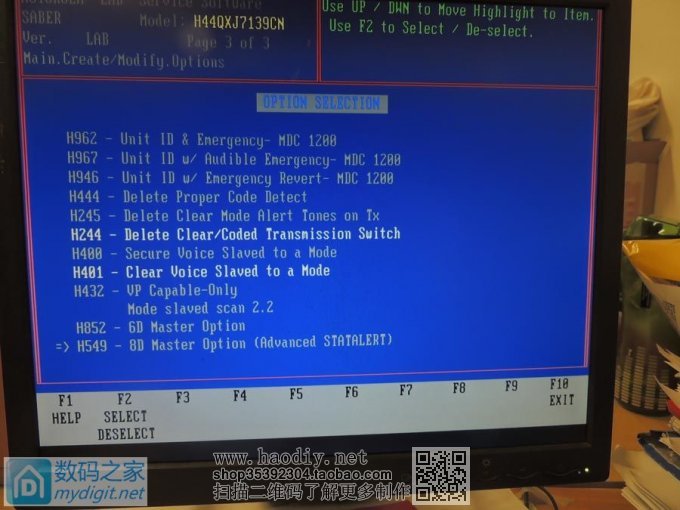 MOTOROLA LAB Service Software
SABER Model: H44QXJ7139CN
Ver. LAB Page 3 of 3
Main.Create/Modify.Options
Use UP / DWN to Move Highlight to Item.
Use F2 to Select / De-select.
OPTION SELECTION
H962 - Unit ID & Emergency- MDC 1200
H967 - Unit ID w/ Audible Emergency- MDC 1200
H946 - Unit ID w/ Emergency Revert- MDC 1200
H444 - Delete Proper Code Detect
H245 - Delete Clear Mode Alert Tones on Tx
H244 - Delete Clear/Coded Transmission Switch
H400 - Secure Voice Slaved to a Mode
H401 - Clear Voice Slaved to a Mode
H432 - VP Capable-Only
Mode slaved scan 2.2
H852 - 6D Master Option
=> H549 - 8D Master Option (Advanced STATALERT)
F1 F2 F3 F4 F5 F6 F7 F8 F9 F10
HELP SELECT EXIT
DESELECT
www.haodiy.net
shop35392304.taobao.com
扫描二维码了解更多制作
数码之家
mydigit.net